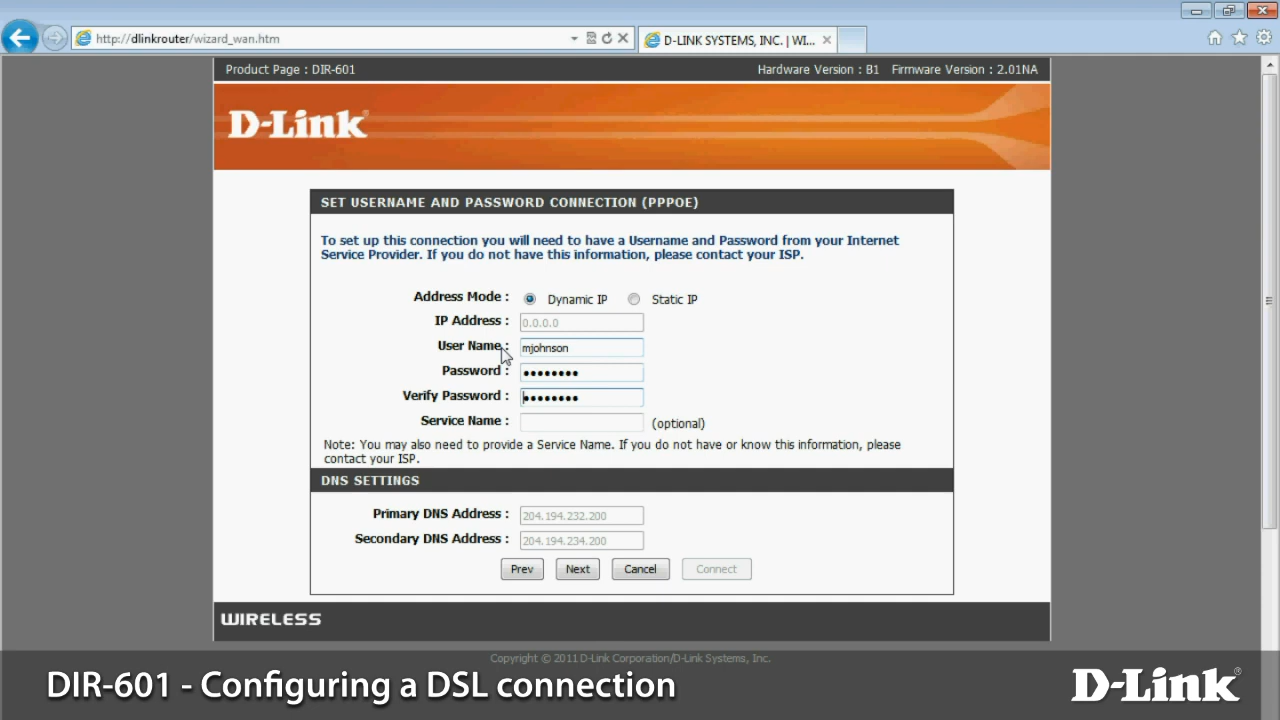 http://dlinkrouter/wizard_wan.htm
D-LINK SYSTEMS, INC. | WI...
Product Page : DIR-601
Hardware Version : B1 Firmware Version : 2.01NA
D-Link
SET USERNAME AND PASSWORD CONNECTION (PPPOE)
To set up this connection you will need to have a Username and Password from your Internet
Service Provider. If you do not have this information, please contact your ISP.
Address Mode : Dynamic IP Static IP
IP Address : 0.0.0.0
User Name : mjohnson
Password : ••••••••
Verify Password : ••••••••
Service Name : (optional)
Note: You may also need to provide a Service Name. If you do not have or know this information, please
contact your ISP.
DNS SETTINGS
Primary DNS Address : 204.194.232.200
Secondary DNS Address : 204.194.234.200
Prev Next Cancel Connect
WIRELESS
Copyright © 2011 D-Link Corporation/D-Link Systems, Inc.
DIR-601 - Configuring a DSL connection
D-Link®